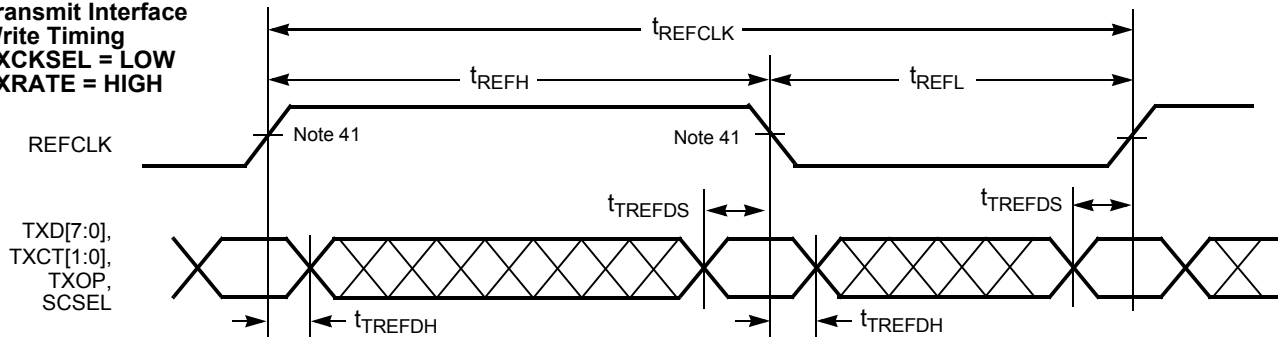 ransmit Interface
Write Timing
XCKSEL = LOW
XRATE = HIGH
tREFCLK
tREFH
tREFL
REFCLK
Note 41
Note 41
tTREFDS
tTREFDS
TXD[7:0],
TXCT[1:0],
TXOP,
SCSEL
tTREFDH
tTREFDH